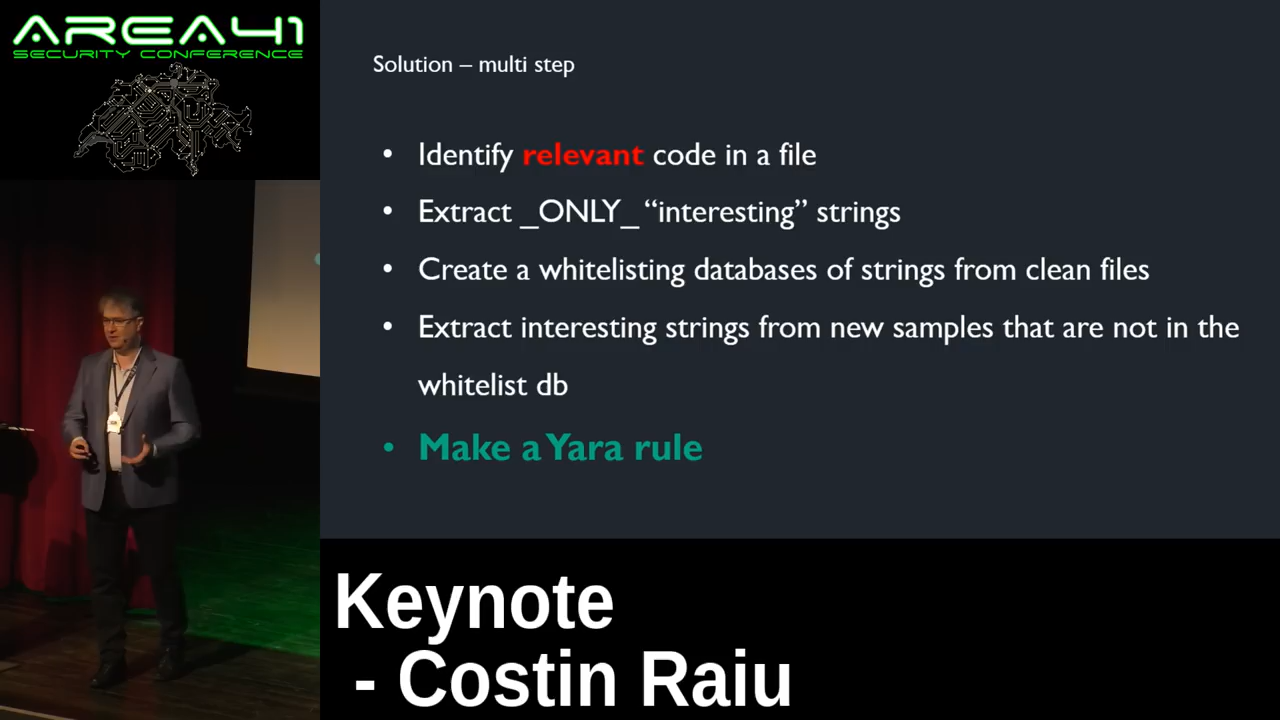 AREA41
SECURITY CONFERENCE
Solution – multi step
• Identify relevant code in a file
• Extract _ONLY_ “interesting” strings
• Create a whitelisting databases of strings from clean files
• Extract interesting strings from new samples that are not in the
whitelist db
• Make a Yara rule
Keynote
- Costin Raiu